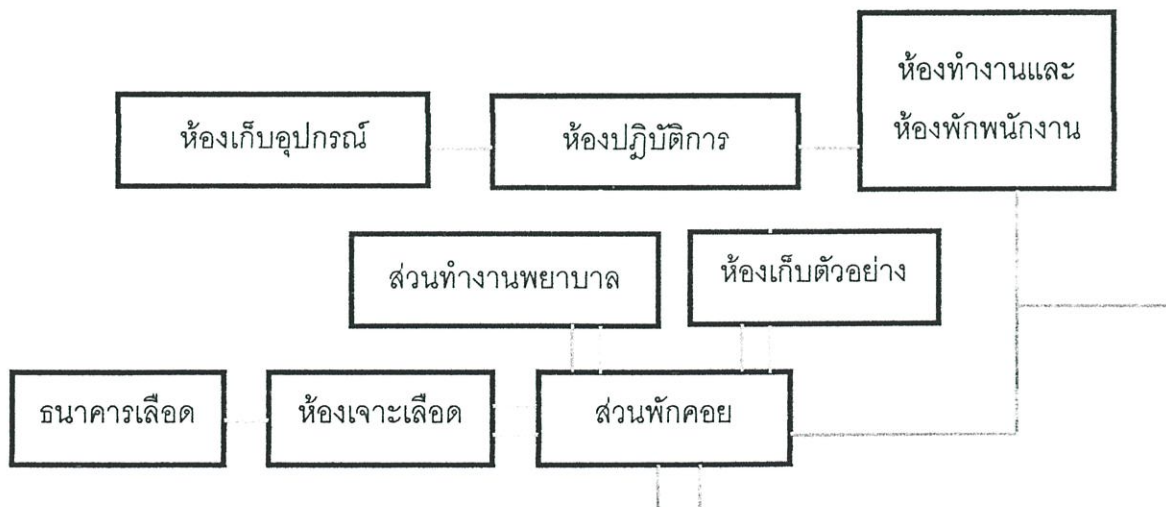 ห้องทำงานและ
ห้องพักพนักงาน
ห้องเก็บอุปกรณ์
ห้องปฏิบัติการ
ส่วนทำงานพยาบาล
ห้องเก็บตัวอย่าง
ธนาคารเลือด
ห้องเจาะเลือด
ส่วนพักคอย